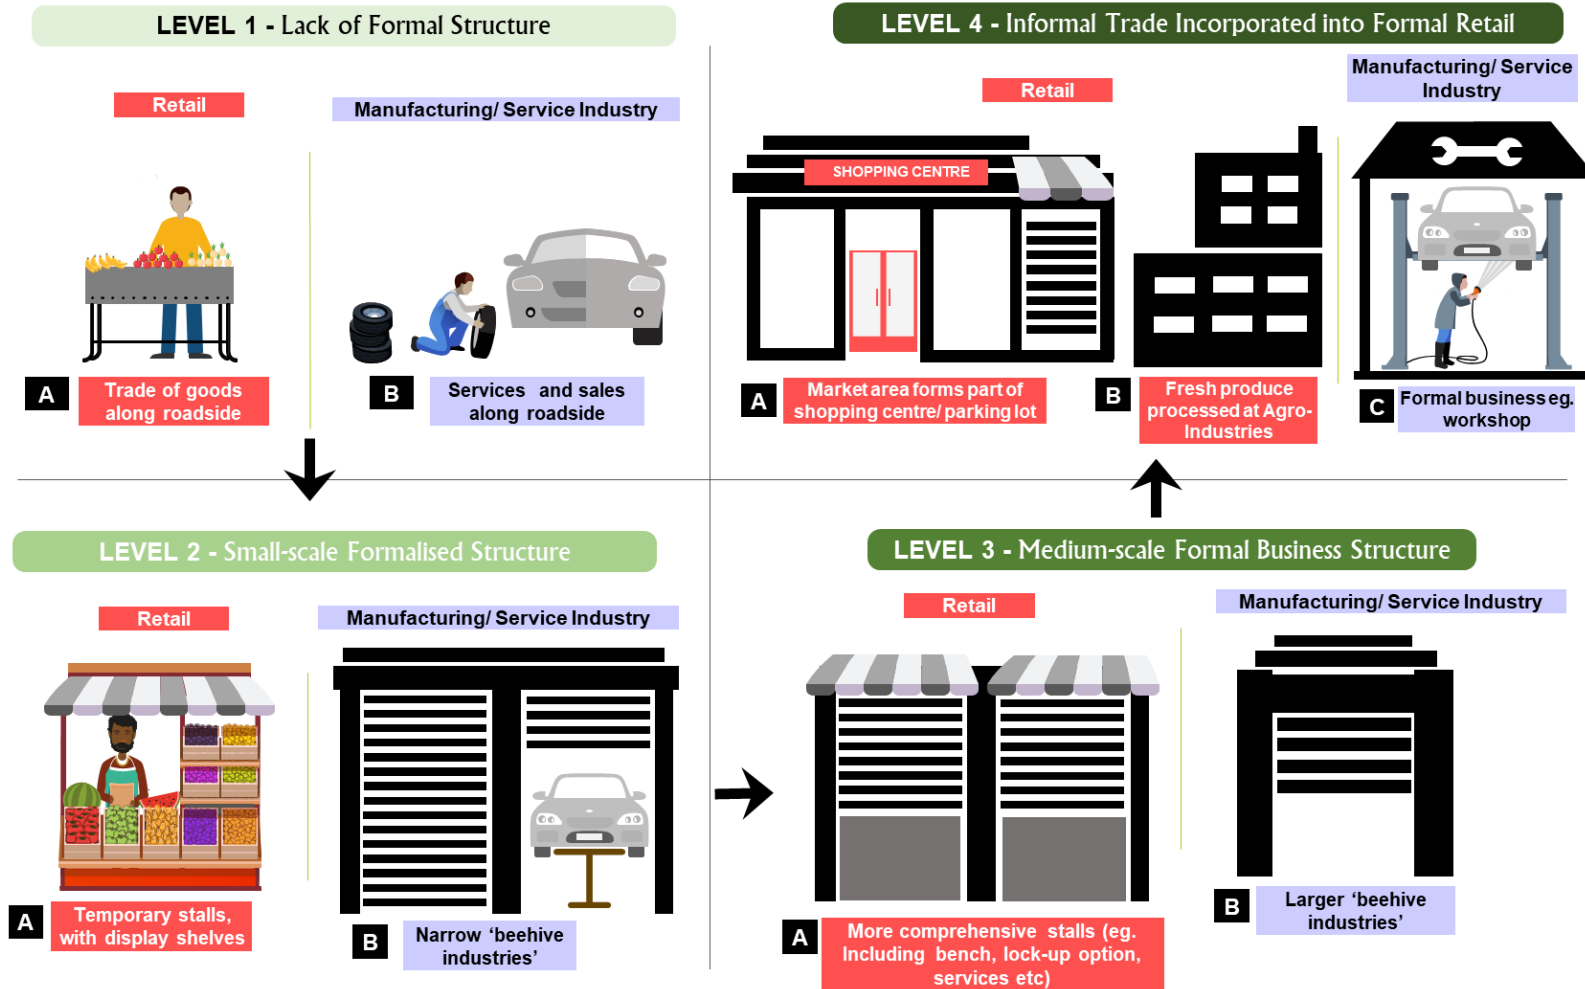 LEVEL 1 - Lack of Formal Structure
Retail
Manufacturing/ Service Industry
A
Trade of goods
along roadside
B
Services and sales
along roadside
LEVEL 4 - Informal Trade Incorporated into Formal Retail
Retail
Manufacturing/ Service
Industry
SHOPPING CENTRE
A
Market area forms part of
shopping centre/ parking lot
B
Fresh produce
processed at Agro-
Industries
C
Formal business eg.
workshop
LEVEL 2 - Small-scale Formalised Structure
Retail
Manufacturing/ Service Industry
A
Temporary stalls,
with display shelves
B
Narrow ‘beehive
industries’
LEVEL 3 - Medium-scale Formal Business Structure
Retail
Manufacturing/ Service Industry
A
More comprehensive stalls (eg.
Including bench, lock-up option,
services etc)
B
Larger ‘beehive
industries’